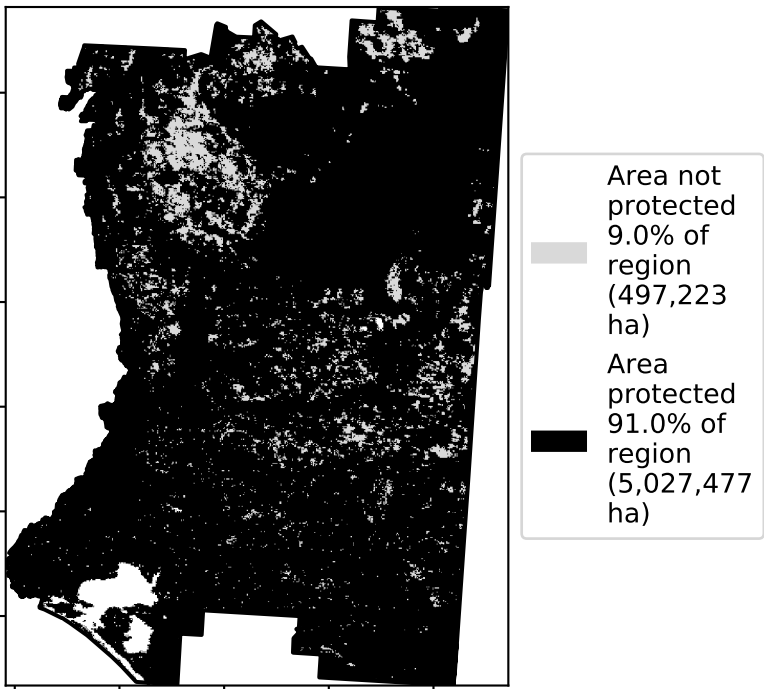 Area not
protected
9.0% of
region
(497,223
ha)
Area
protected
91.0% of
region
(5,027,477
ha)